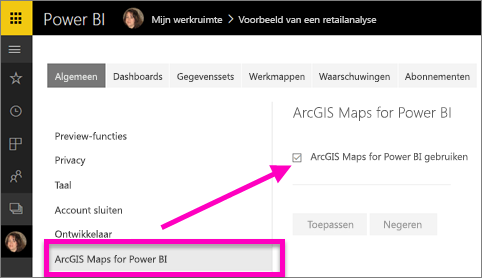 Power BI Mijn werkruimte > Voorbeeld van een retailanalyse
Algemeen Dashboards Gegevenssets Werkmappen Waarschuwingen Abonnementen
Preview-functies
Privacy
Taal
Account sluiten
Ontwikkelaar
ArcGIS Maps for Power BI
ArcGIS Maps for Power BI
ArcGIS Maps for Power BI gebruiken
Toepassen Negeren